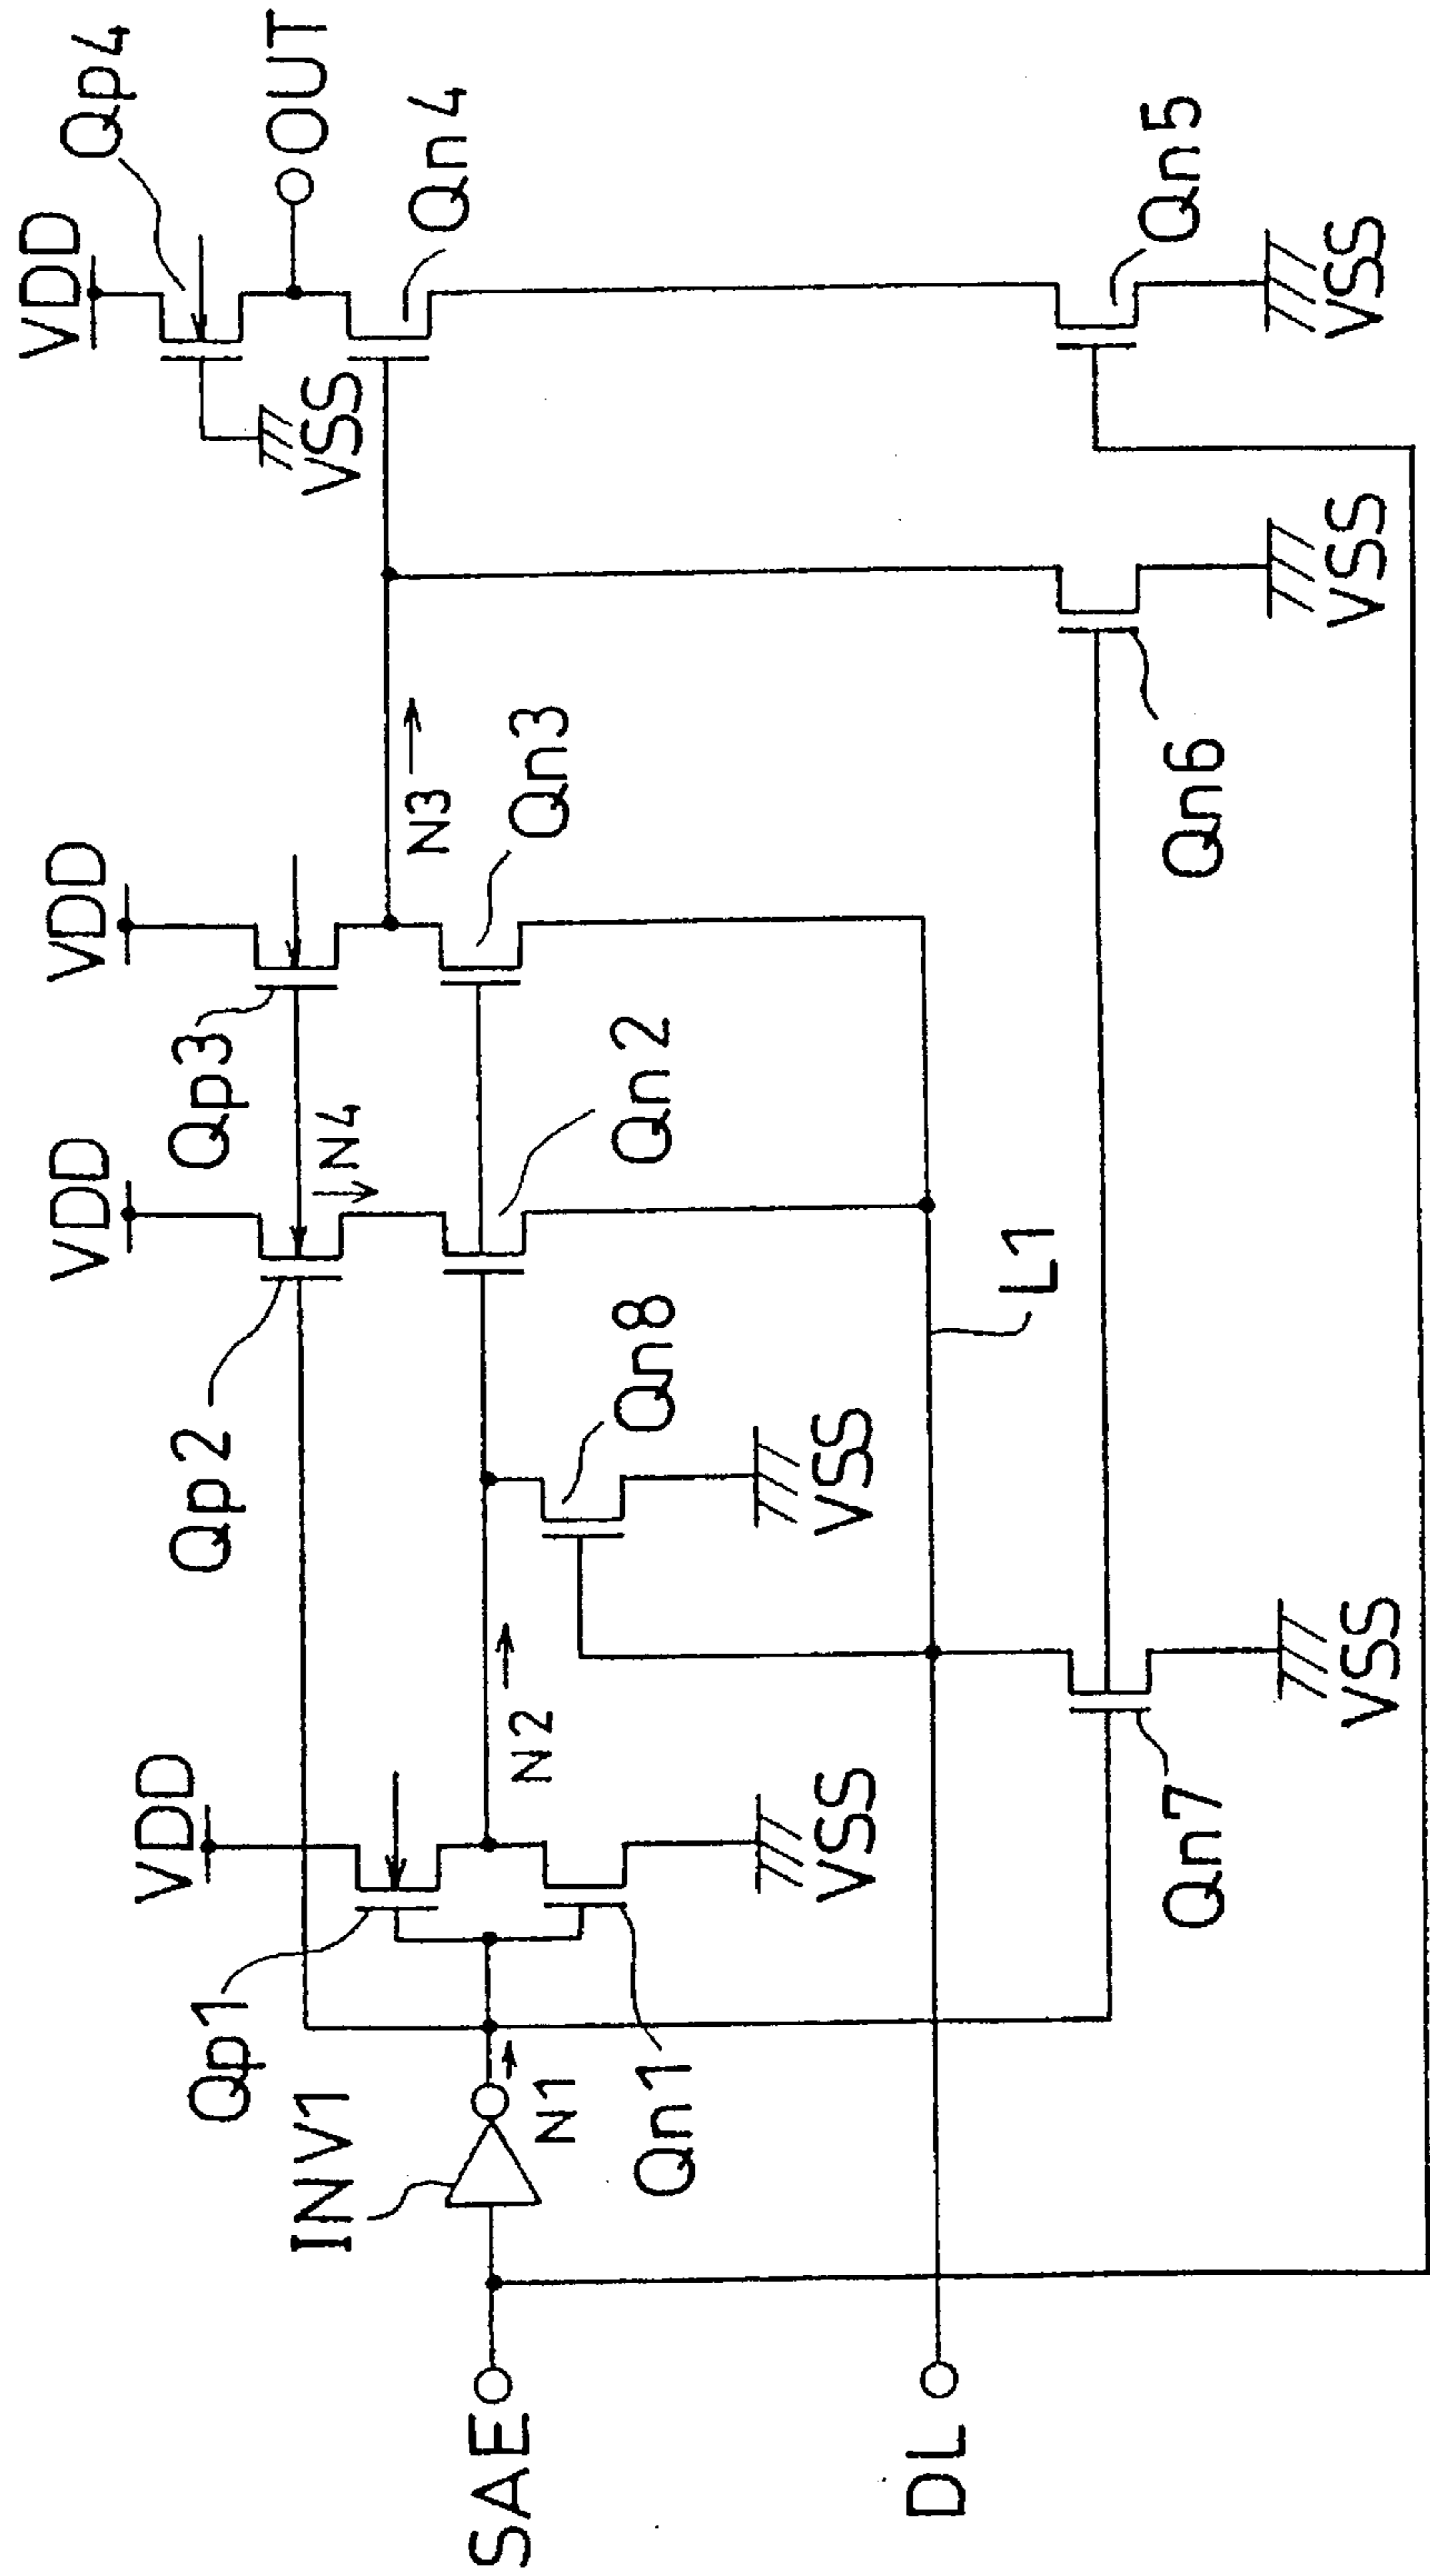 SAE
DL
INV1
N1
Qp1
Qn1
VDD
VSS
N2
Qn7
VSS
Qn8
VSS
Qp2
VDD
N4
Qn2
L1
Qp3
VDD
Qn3
N3
Qn6
VSS
VDD
Qp4
VSS
OUT
Qn4
Qn5
VSS